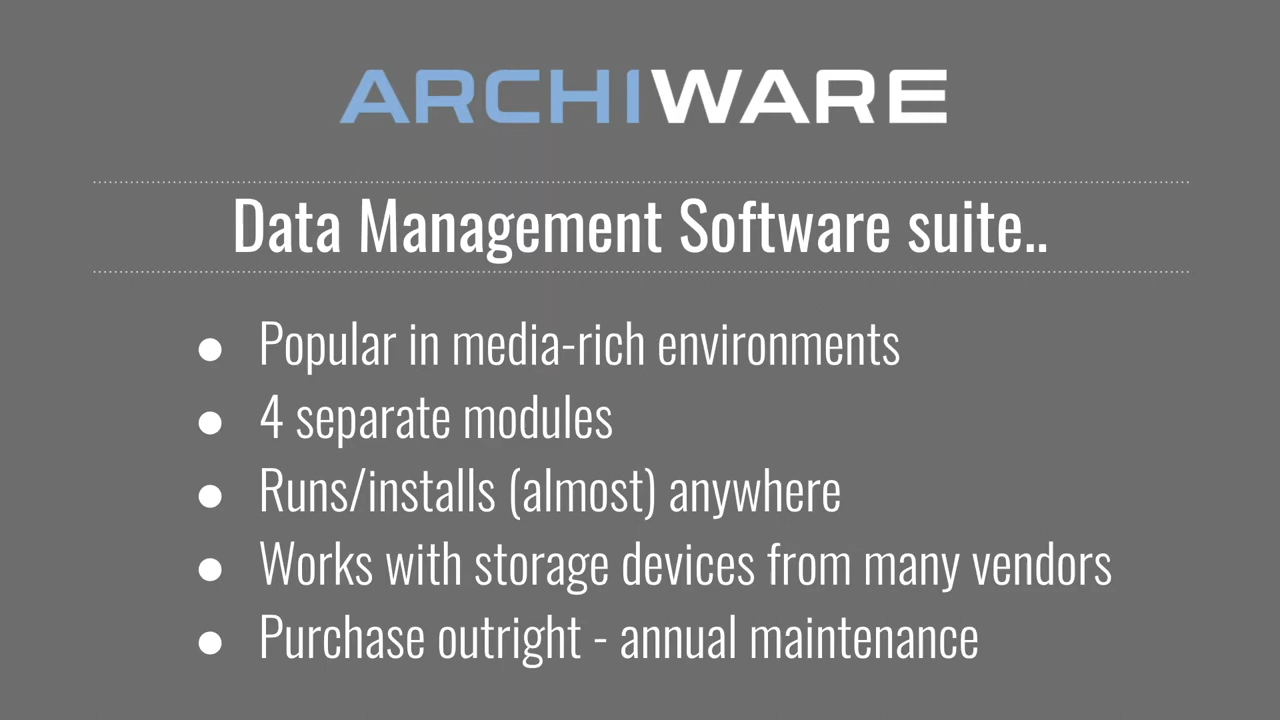 ARCHIWARE
Data Management Software suite..
● Popular in media-rich environments
● 4 separate modules
● Runs/installs (almost) anywhere
● Works with storage devices from many vendors
● Purchase outright - annual maintenance